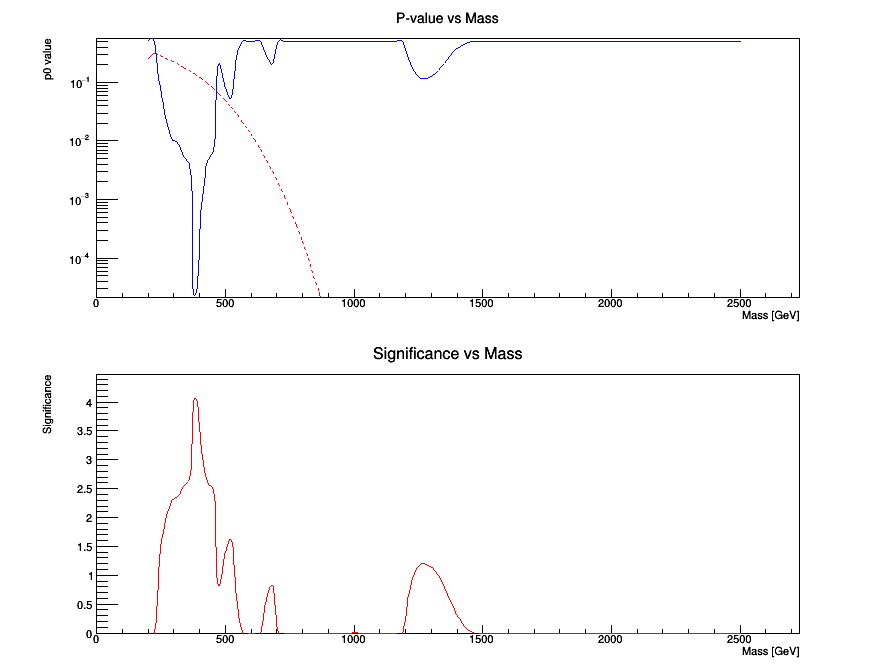 P-value vs Mass
p0 value
10⁻¹
10⁻²
10⁻³
10⁻⁴
0 500 1000 1500 2000 2500
Mass [GeV]
Significance vs Mass
Significance
4
3.5
3
2.5
2
1.5
1
0.5
0
0 500 1000 1500 2000 2500
Mass [GeV]